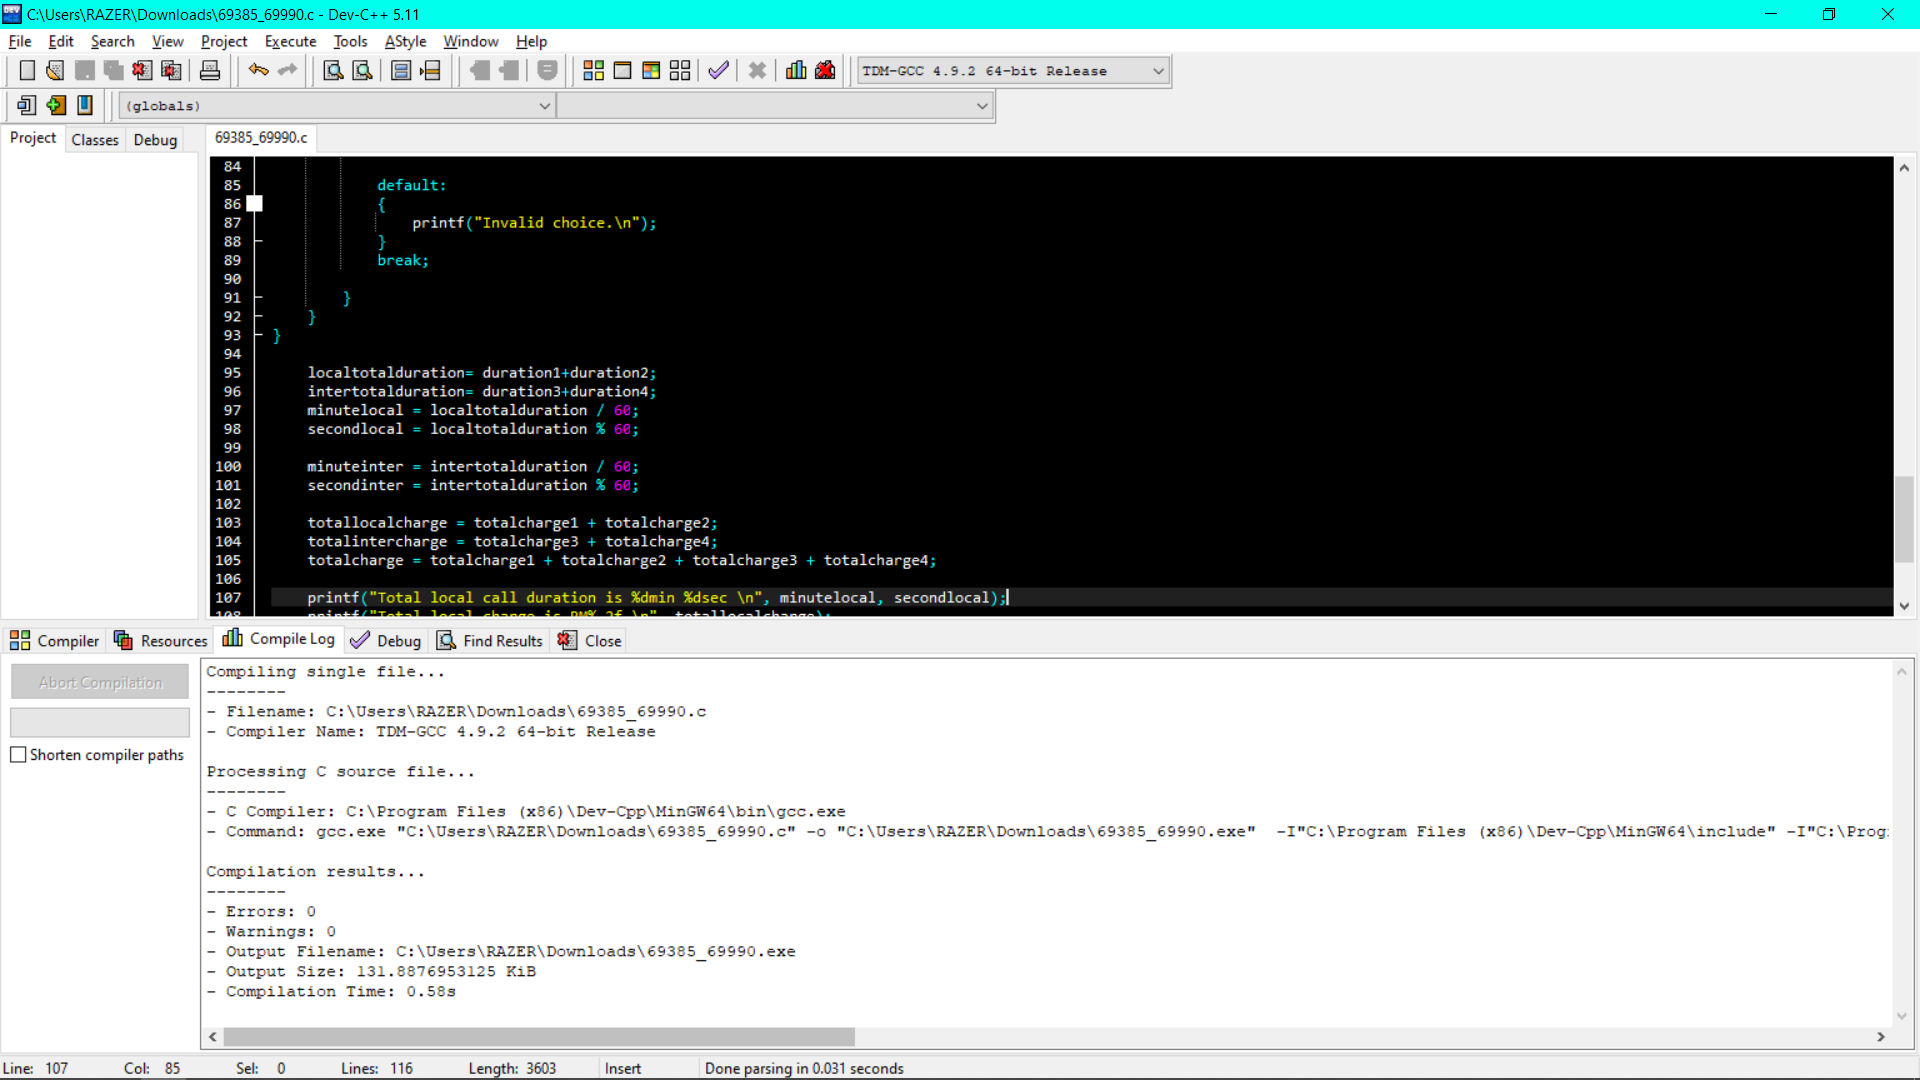 C:\Users\RAZER\Downloads\69385_69990.c - Dev-C++ 5.11
File Edit Search View Project Execute Tools AStyle Window Help
TDM-GCC 4.9.2 64-bit Release
(globals)
Project Classes Debug
69385_69990.c
84
85 default:
86 {
87 printf("Invalid choice.\n");
88 }
89 break;
90
91 }
92 }
93 }
94
95 localtotalduration= duration1+duration2;
96 intertotalduration= duration3+duration4;
97 minutelocal = localtotalduration / 60;
98 secondlocal = localtotalduration % 60;
99
100 minuteinter = intertotalduration / 60;
101 secondinter = intertotalduration % 60;
102
103 totallocalcharge = totalcharge1 + totalcharge2;
104 totalintercharge = totalcharge3 + totalcharge4;
105 totalcharge = totalcharge1 + totalcharge2 + totalcharge3 + totalcharge4;
106
107 printf("Total local call duration is %dmin %dsec \n", minutelocal, secondlocal);
108 printf("Total local charge is RM%.2f \n", totallocalcharge);
Compiler Resources Compile Log Debug Find Results Close
Abort Compilation
Shorten compiler paths
Compiling single file...
--------
- Filename: C:\Users\RAZER\Downloads\69385_69990.c
- Compiler Name: TDM-GCC 4.9.2 64-bit Release
Processing C source file...
--------
- C Compiler: C:\Program Files (x86)\Dev-Cpp\MinGW64\bin\gcc.exe
- Command: gcc.exe "C:\Users\RAZER\Downloads\69385_69990.c" -o "C:\Users\RAZER\Downloads\69385_69990.exe" -I"C:\Program Files (x86)\Dev-Cpp\MinGW64\include" -I"C:\Prog
Compilation results...
--------
- Errors: 0
- Warnings: 0
- Output Filename: C:\Users\RAZER\Downloads\69385_69990.exe
- Output Size: 131.8876953125 KiB
- Compilation Time: 0.58s
Line: 107 Col: 85 Sel: 0 Lines: 116 Length: 3603 Insert Done parsing in 0.031 seconds